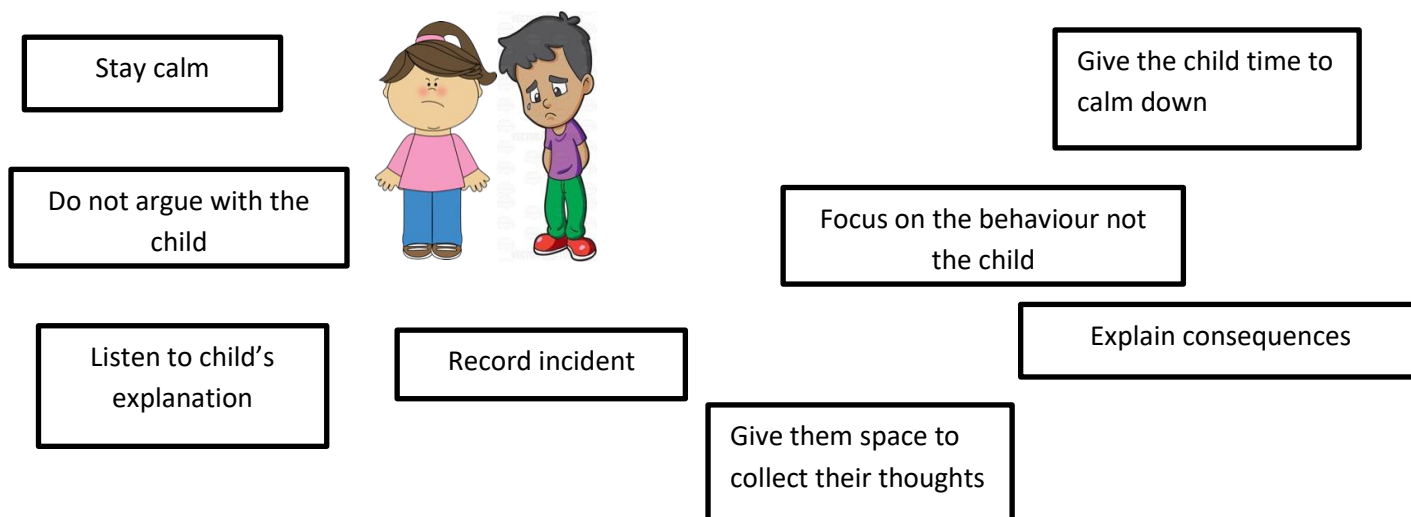 Stay calm
Give the child time to
calm down
Do not argue with the
child
Focus on the behaviour not
the child
Explain consequences
Listen to child’s
explanation
Record incident
Give them space to
collect their thoughts